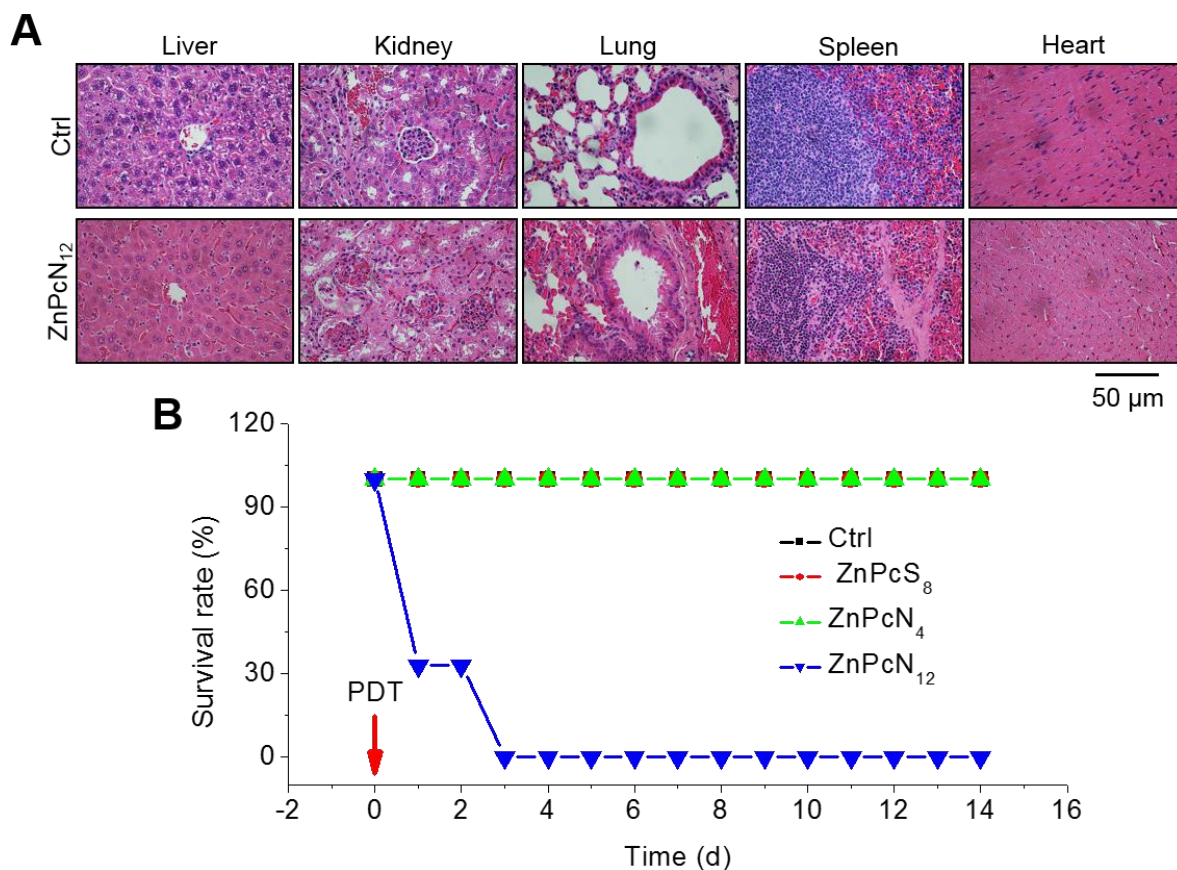 A
Liver Kidney Lung Spleen Heart
Ctrl
ZnPcN₁₂
50 µm
B
120
90
60
30
0
Survival rate (%)
PDT
Ctrl
ZnPcS₈
ZnPcN₄
ZnPcN₁₂
-2 0 2 4 6 8 10 12 14 16
Time (d)